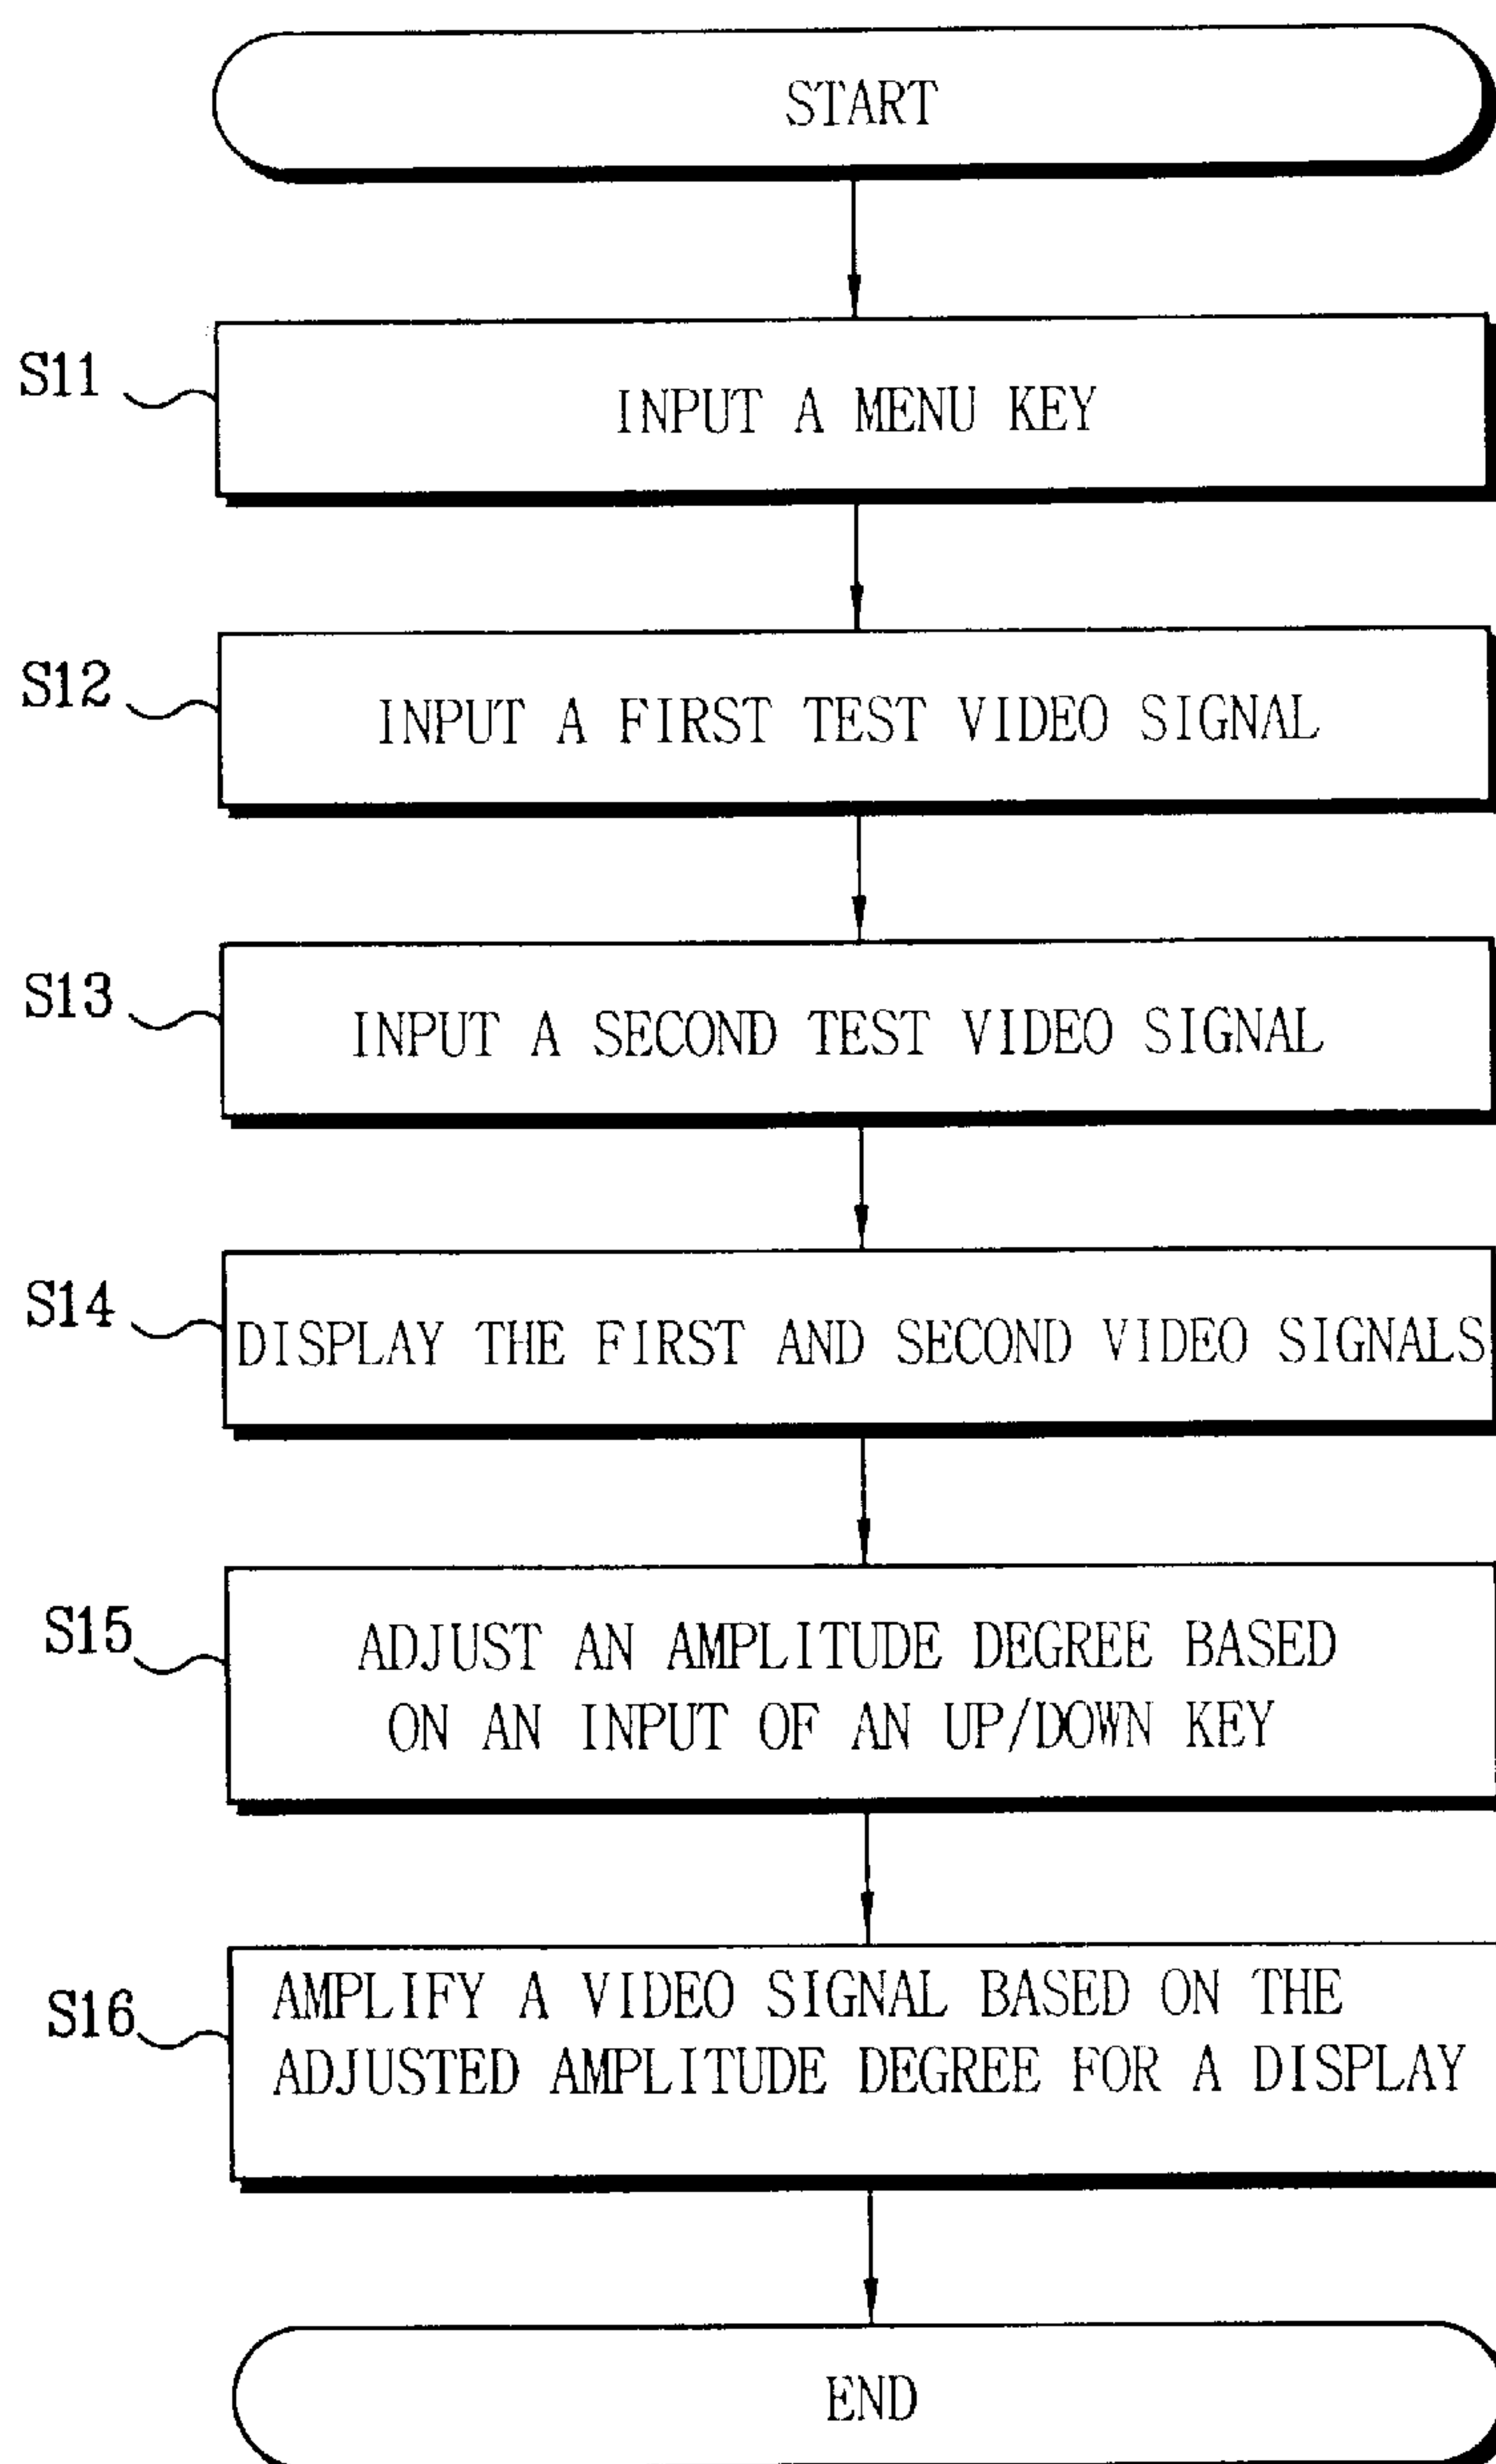 START
S11
INPUT A MENU KEY
S12
INPUT A FIRST TEST VIDEO SIGNAL
S13
INPUT A SECOND TEST VIDEO SIGNAL
S14
DISPLAY THE FIRST AND SECOND VIDEO SIGNALS
S15
ADJUST AN AMPLITUDE DEGREE BASED
ON AN INPUT OF AN UP/DOWN KEY
S16
AMPLIFY A VIDEO SIGNAL BASED ON THE
ADJUSTED AMPLITUDE DEGREE FOR A DISPLAY
END